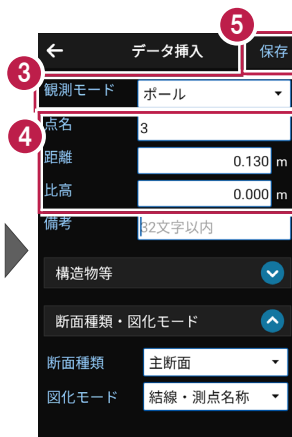 5
← データ挿入 保存
3
観測モード ポール
4
点名 3
距離 0.130 m
比高 0.000 m
備考 32文字以内
構造物等
断面種類・図化モード
断面種類 主断面
図化モード 結線・測点名称